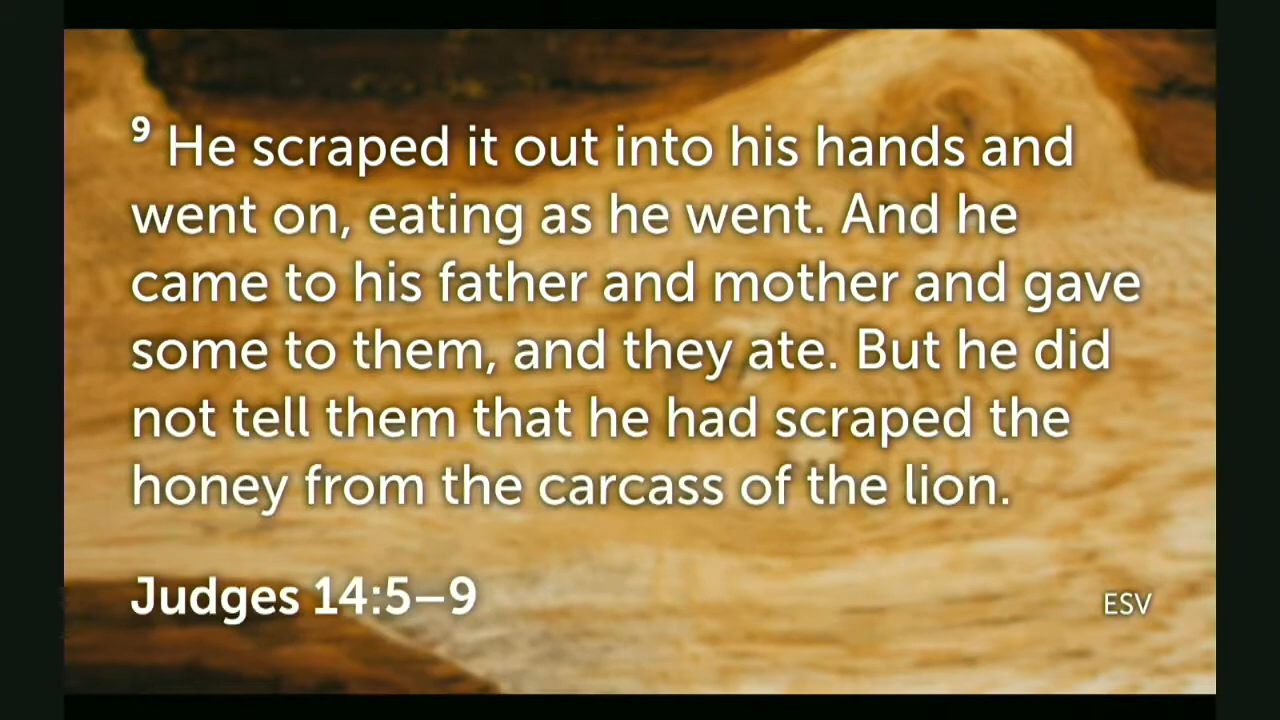 9 He scraped it out into his hands and
went on, eating as he went. And he
came to his father and mother and gave
some to them, and they ate. But he did
not tell them that he had scraped the
honey from the carcass of the lion.
Judges 14:5–9
ESV